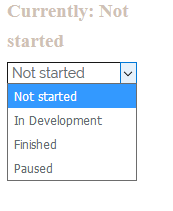 Currently: Not
started
Not started
Not started
In Development
Finished
Paused